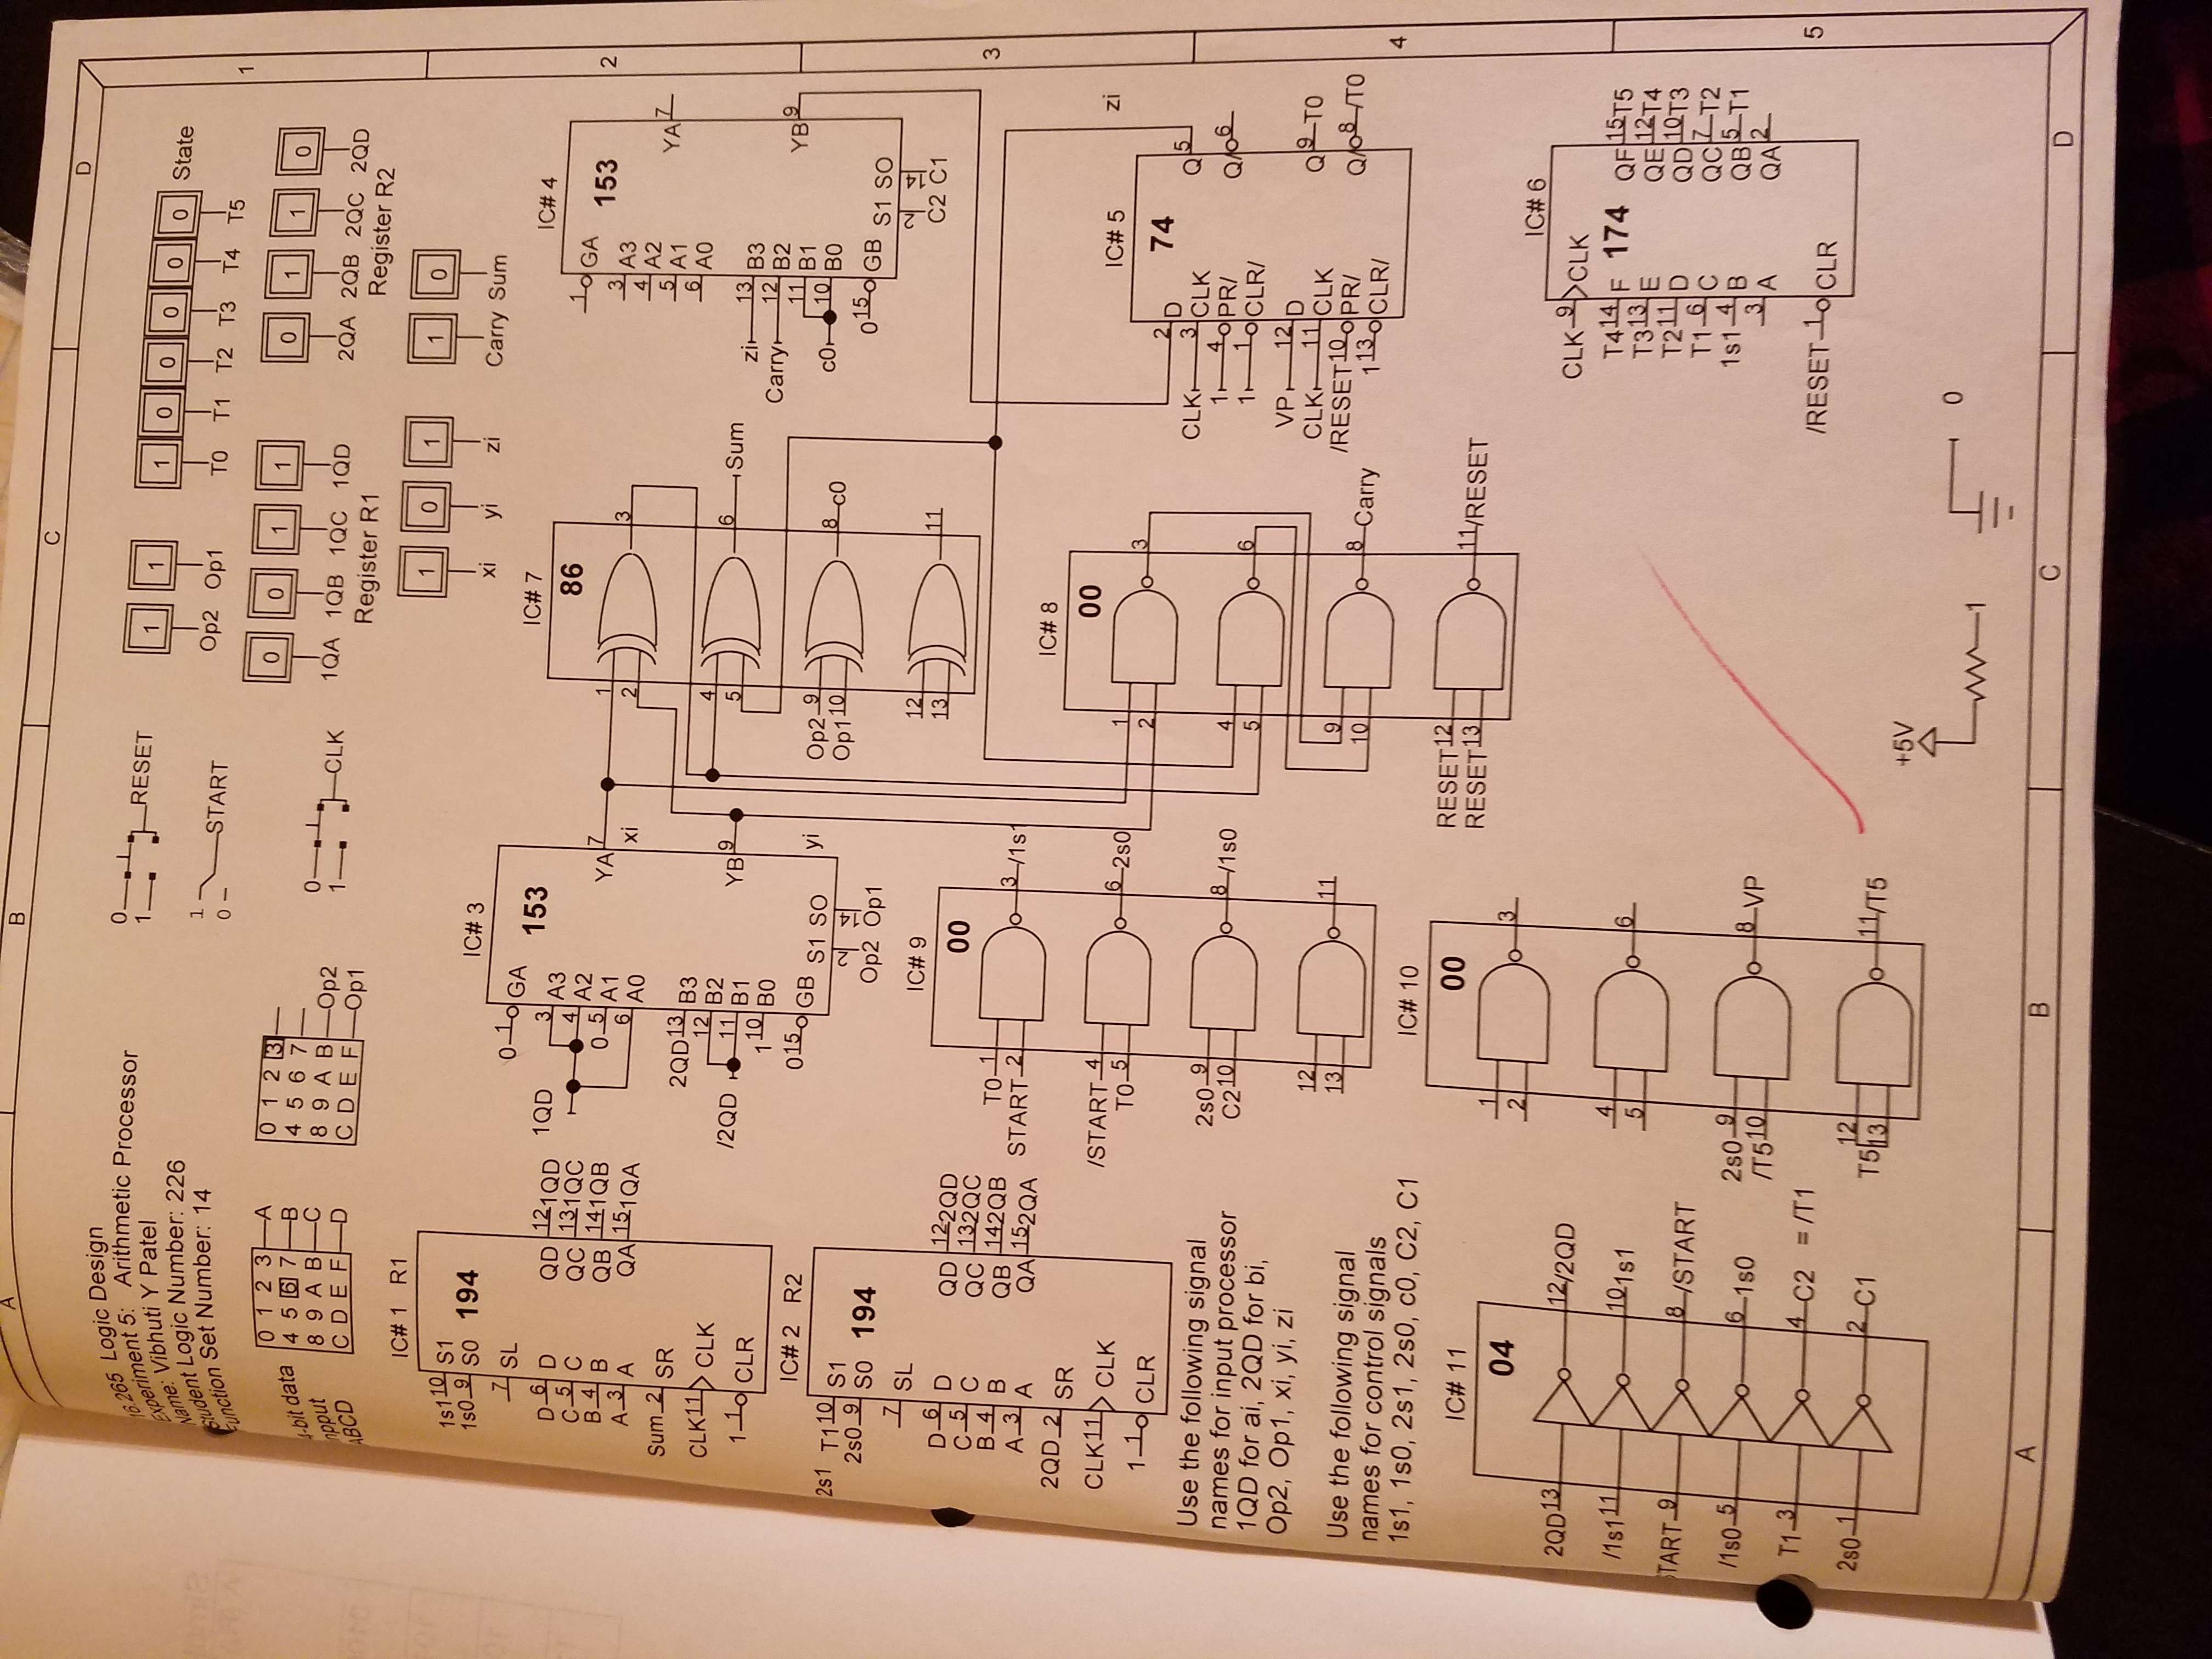 A
B
C
D
16.265 Logic Design
Experiment 5: Arithmetic Processor
Name: Vibhuti Y Patel
Student Logic Number: 226
Function Set Number: 14
0
1
RESET
1
0
START
1 1
Op2 Op1
1 0 0 0 0 0 State
T0 T1 T2 T3 T4 T5
1
4-bit data
Inpput
ABCD
0 1 2 3 A
4 5 6 7 B
8 9 A B C
C D E F D
0 1 2 3
4 5 6 7
8 9 A B Op2
C D E F Op1
0
1
CLK
0 0 1 1
1QA 1QB 1QC 1QD
Register R1
0 1 1 0
2QA 2QB 2QC 2QD
Register R2
1 0 1
xi yi zi
1 0
Carry Sum
IC# 1 R1
194
1s1 10 S1
1s0 9 S0
7 SL
D 6 D QD 12 1QD
C 5 C QC 13 1QC
B 4 B QB 14 1QB
A 3 A QA 15 1QA
Sum 2 SR
CLK 11 CLK
1 1 CLR
IC# 2 R2
194
2s1 T1 10 S1
2s0 9 S0
7 SL
D 6 D QD 12 2QD
C 5 C QC 13 2QC
B 4 B QB 14 2QB
A 3 A QA 15 2QA
2QD 2 SR
CLK 11 CLK
1 1 CLR
IC# 3
153
0 1 GA
1QD
3 A3
4 A2
0 5 A1
6 A0
YA 7
xi
2QD 13 B3
12 B2
/2QD 11 B1
1 10 B0
YB 9
yi
0 15 GB
S1 SO
2 14
Op2 Op1
IC# 7
86
1
2
3
4
5
6 Sum
Op2 9
Op1 10
8 c0
12
13
11
IC# 4
153
1 GA
3 A3
4 A2
5 A1
6 A0
YA 7
zi 13 B3
Carry 12 B2
11 B1
c0 10 B0
YB 9
0 15 GB
S1 SO
2 14
C2 C1
2
3
IC# 9
00
T0 1
START 2
3 /1s1
/START 4
T0 5
6 2s0
2s0 9
C2 10
8 /1s0
12
13
11
IC# 8
00
1
2
3
4
5
6
9
10
8 Carry
RESET 12
RESET 13
11 /RESET
IC# 5
74
zi
2 D
CLK 3 CLK
1 4 PR/
1 1 CLR/
Q 5
Q/ 6
VP 12 D
CLK 11 CLK
/RESET 10 PR/
1 13 CLR/
Q 9 T0
Q/ 8 /T0
4
Use the following signal
names for input processor
1QD for ai, 2QD for bi,
Op2, Op1, xi, yi, zi
Use the following signal
names for control signals
1s1, 1s0, 2s1, 2s0, c0, C2, C1
IC# 11
04
2QD 13 12 /2QD
/1s1 11 10 1s1
START 9 8 /START
/1s0 5 6 1s0
T1 3 4 C2 = /T1
2s0 1 2 C1
IC# 10
00
1
2
3
4
5
6
2s0 9
/T5 10
8 VP
T5 12
13
11 /T5
IC# 6
174
CLK 9 CLK
T4 14 F QF 15 T5
T3 13 E QE 12 T4
T2 11 D QD 10 T3
T1 6 C QC 7 T2
1s1 4 B QB 5 T1
3 A QA 2
/RESET 1 CLR
5
+5V
1
0
A
B
C
D